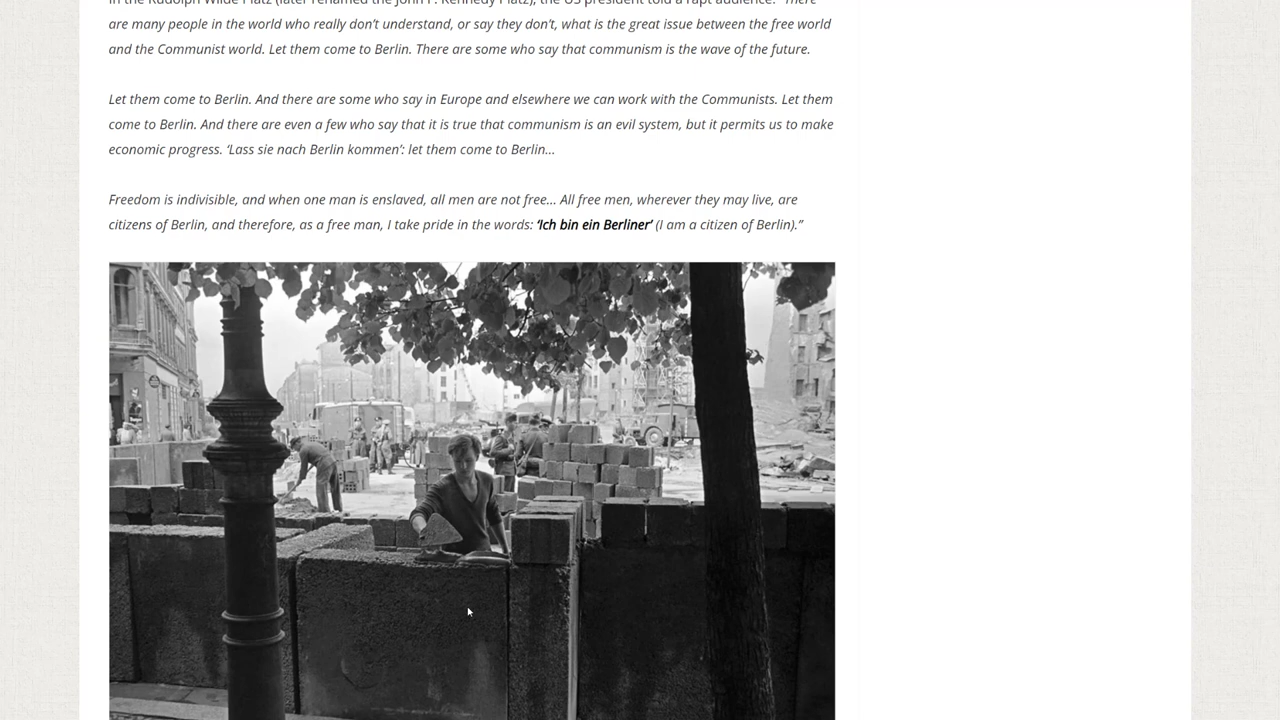 In the Rudolph Wilde Platz (later renamed the John F. Kennedy Platz), the US president told a rapt audience: “There
are many people in the world who really don’t understand, or say they don’t, what is the great issue between the free world
and the Communist world. Let them come to Berlin. There are some who say that communism is the wave of the future.
Let them come to Berlin. And there are some who say in Europe and elsewhere we can work with the Communists. Let them
come to Berlin. And there are even a few who say that it is true that communism is an evil system, but it permits us to make
economic progress. ‘Lass sie nach Berlin kommen’: let them come to Berlin…
Freedom is indivisible, and when one man is enslaved, all men are not free… All free men, wherever they may live, are
citizens of Berlin, and therefore, as a free man, I take pride in the words: ‘Ich bin ein Berliner’ (I am a citizen of Berlin).”